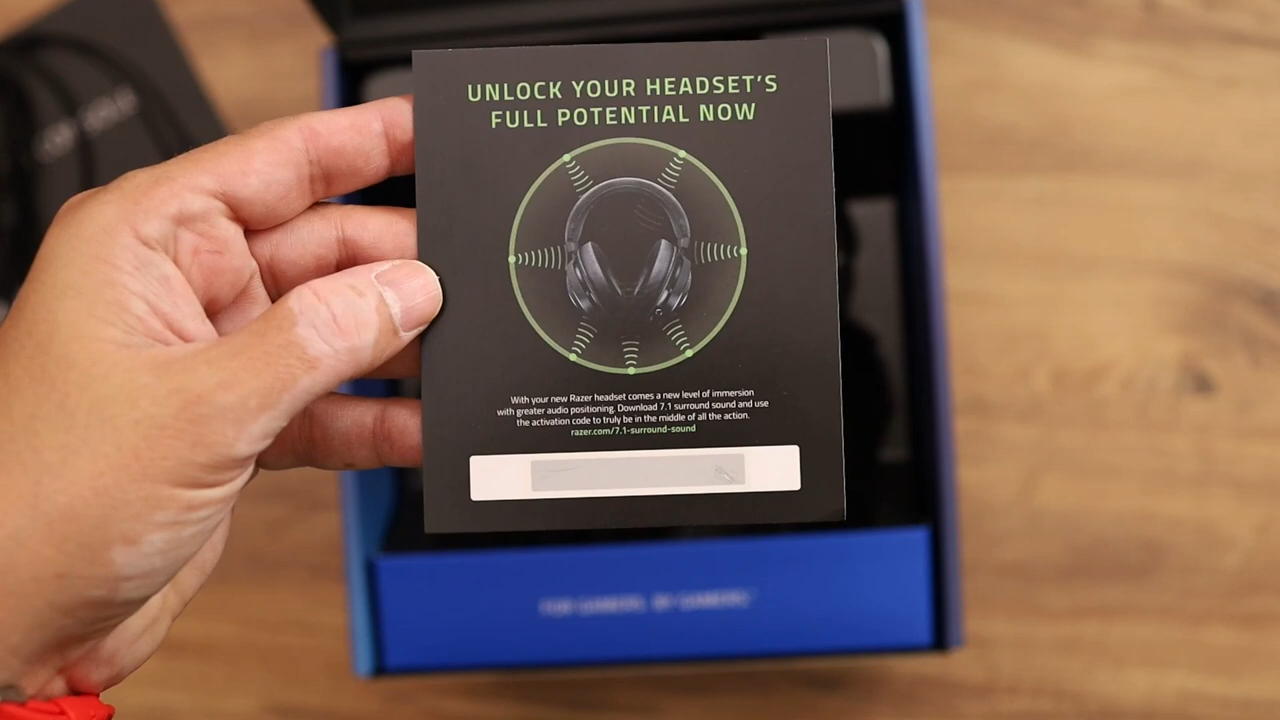 UNLOCK YOUR HEADSET'S
FULL POTENTIAL NOW
With your new Razer headset comes a new level of immersion
with greater audio positioning. Download 7.1 surround sound and use
the activation code to truly be in the middle of all the action.
razer.com/7.1-surround-sound
FOR GAMERS. BY GAMERS.™